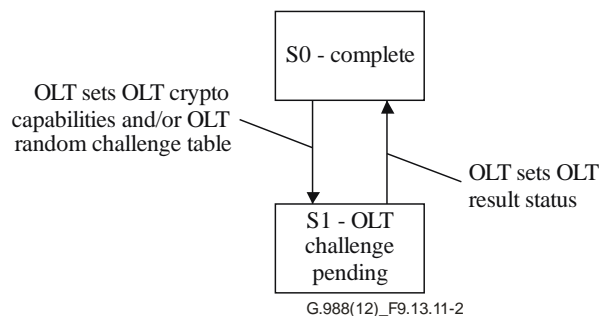 S0 - complete
OLT sets OLT crypto
capabilities and/or OLT
random challenge table
OLT sets OLT
result status
S1 - OLT
challenge
pending
G.988(12)_F9.13.11-2